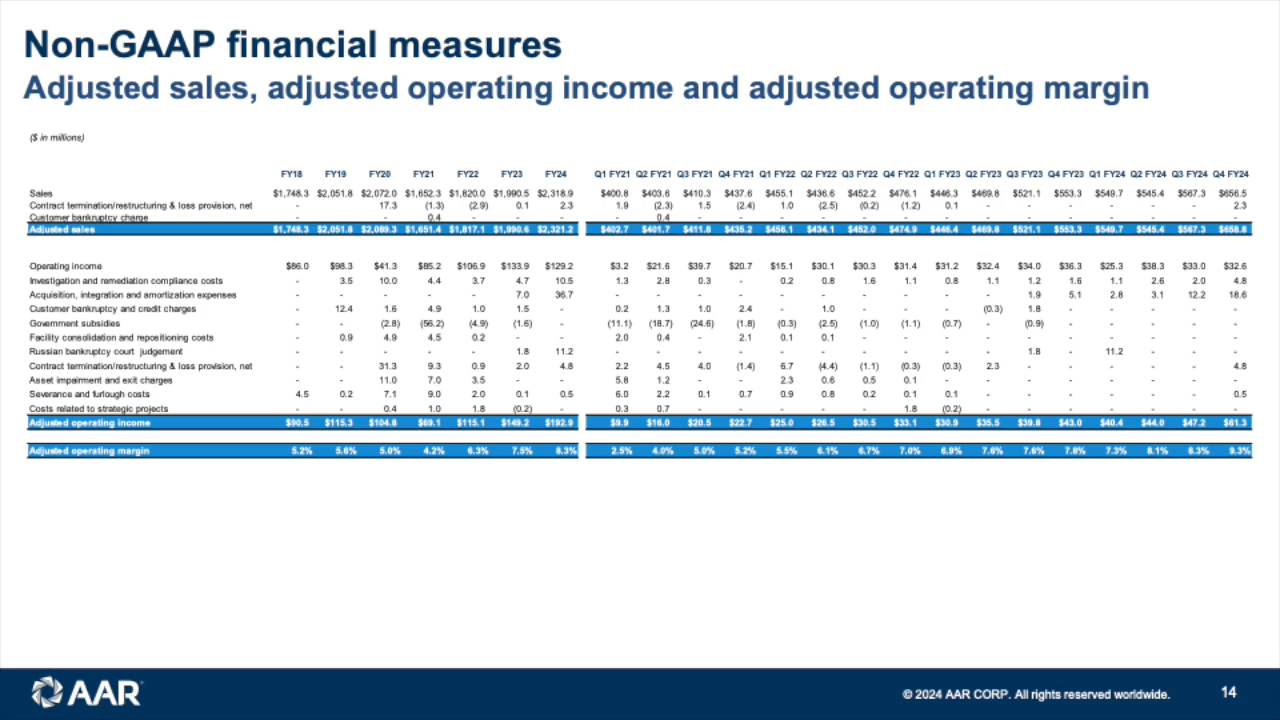 Non-GAAP financial measures
Adjusted sales, adjusted operating income and adjusted operating margin
($ in millions)
FY18 FY19 FY20 FY21 FY22 FY23 FY24 Q1 FY21 Q2 FY21 Q3 FY21 Q4 FY21 Q1 FY22 Q2 FY22 Q3 FY22 Q4 FY22 Q1 FY23 Q2 FY23 Q3 FY23 Q4 FY23 Q1 FY24 Q2 FY24 Q3 FY24 Q4 FY24
Sales $1,748.3 $2,051.8 $2,072.0 $1,652.3 $1,820.0 $1,990.5 $2,318.9 $400.8 $403.6 $410.3 $437.6 $455.1 $436.6 $452.2 $476.1 $446.3 $469.8 $521.1 $553.3 $549.7 $545.4 $567.3 $656.5
Contract termination/restructuring & loss provision, net - - 17.3 (1.3) (2.9) 0.1 2.3 1.9 (2.3) 1.5 (2.4) 1.0 (2.5) (0.2) (1.2) 0.1 - - - - - - 2.3
Customer bankruptcy charge - - - 0.4 - - - - 0.4 - - - - - - - - - - - - - -
Adjusted sales $1,748.3 $2,051.8 $2,089.3 $1,651.4 $1,817.1 $1,990.6 $2,321.2 $402.7 $401.7 $411.8 $435.2 $456.1 $434.1 $452.0 $474.9 $446.4 $469.8 $521.1 $553.3 $549.7 $545.4 $567.3 $658.8
Operating income $86.0 $98.3 $41.3 $85.2 $106.9 $133.9 $129.2 $3.2 $21.6 $39.7 $20.7 $15.1 $30.1 $30.3 $31.4 $31.2 $32.4 $34.0 $36.3 $25.3 $38.3 $33.0 $32.6
Investigation and remediation compliance costs - 3.5 10.0 4.4 3.7 4.7 10.5 1.3 2.8 0.3 - 0.2 0.8 1.6 1.1 0.8 1.1 1.2 1.6 1.1 2.6 2.0 4.8
Acquisition, integration and amortization expenses - - - - - 7.0 36.7 - - - - - - - - - - 1.9 5.1 2.8 3.1 12.2 18.6
Customer bankruptcy and credit charges - 12.4 1.6 4.9 1.0 1.5 - 0.2 1.3 1.0 2.4 - 1.0 - - - (0.3) 1.8 - - - - -
Government subsidies - - (2.8) (56.2) (4.9) (1.6) - (11.1) (18.7) (24.6) (1.8) (0.3) (2.5) (1.0) (1.1) (0.7) - (0.9) - - - - -
Facility consolidation and repositioning costs - 0.9 4.9 4.5 0.2 - - 2.0 0.4 - 2.1 0.1 0.1 - - - - - - - - - -
Russian bankruptcy court judgement - - - - - 1.8 11.2 - - - - - - - - - - 1.8 - 11.2 - - -
Contract termination/restructuring & loss provision, net - - 31.3 9.3 0.9 2.0 4.8 2.2 4.5 4.0 (1.4) 6.7 (4.4) (1.1) (0.3) (0.3) 2.3 - - - - - 4.8
Asset impairment and exit charges - - 11.0 7.0 3.5 - - 5.8 1.2 - - 2.3 0.6 0.5 0.1 - - - - - - - -
Severance and furlough costs 4.5 0.2 7.1 9.0 2.0 0.1 0.5 6.0 2.2 0.1 0.7 0.9 0.8 0.2 0.1 0.1 - - - - - - 0.5
Costs related to strategic projects - - 0.4 1.0 1.8 (0.2) - 0.3 0.7 - - - - - 1.8 (0.2) - - - - - - -
Adjusted operating income $90.5 $115.3 $104.8 $69.1 $115.1 $149.2 $192.9 $9.9 $16.0 $20.5 $22.7 $25.0 $26.5 $30.5 $33.1 $30.9 $35.5 $39.8 $43.0 $40.4 $44.0 $47.2 $61.3
Adjusted operating margin 5.2% 5.6% 5.0% 4.2% 6.3% 7.5% 8.3% 2.5% 4.0% 5.0% 5.2% 5.5% 6.1% 6.7% 7.0% 6.9% 7.6% 7.6% 7.8% 7.3% 8.1% 8.3% 9.3%
AAR
© 2024 AAR CORP. All rights reserved worldwide.
14